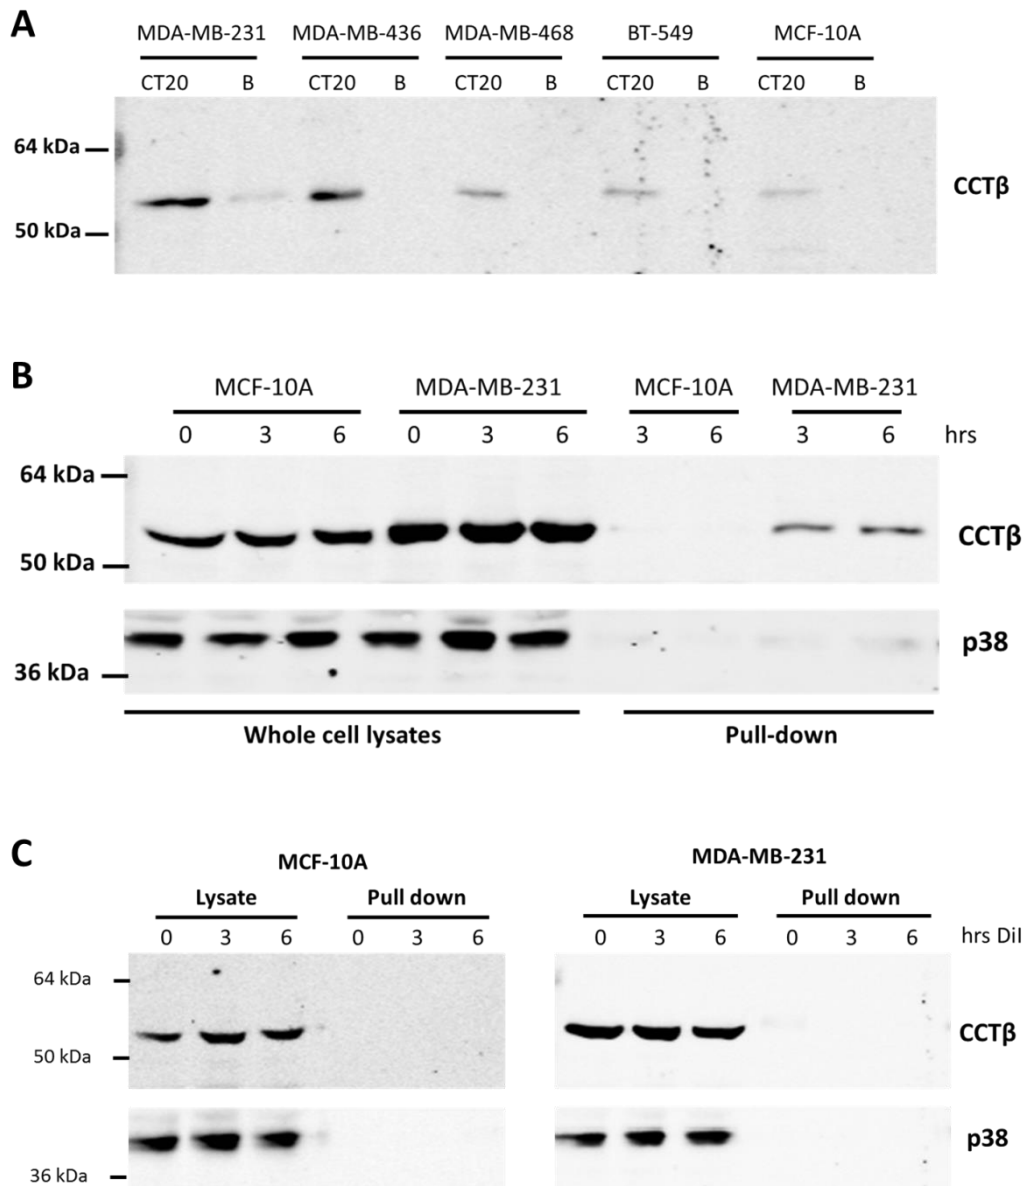 A
MDA-MB-231 MDA-MB-436 MDA-MB-468 BT-549 MCF-10A
CT20 B CT20 B CT20 B CT20 B CT20 B
64 kDa
CCTβ
50 kDa
B
MCF-10A MDA-MB-231 MCF-10A MDA-MB-231
0 3 6 0 3 6 3 6 3 6 hrs
64 kDa
CCTβ
50 kDa
p38
36 kDa
Whole cell lysates Pull-down
C
MCF-10A MDA-MB-231
Lysate Pull down Lysate Pull down
0 3 6 0 3 6 0 3 6 0 3 6 hrs DiI
64 kDa
CCTβ
50 kDa
p38
36 kDa